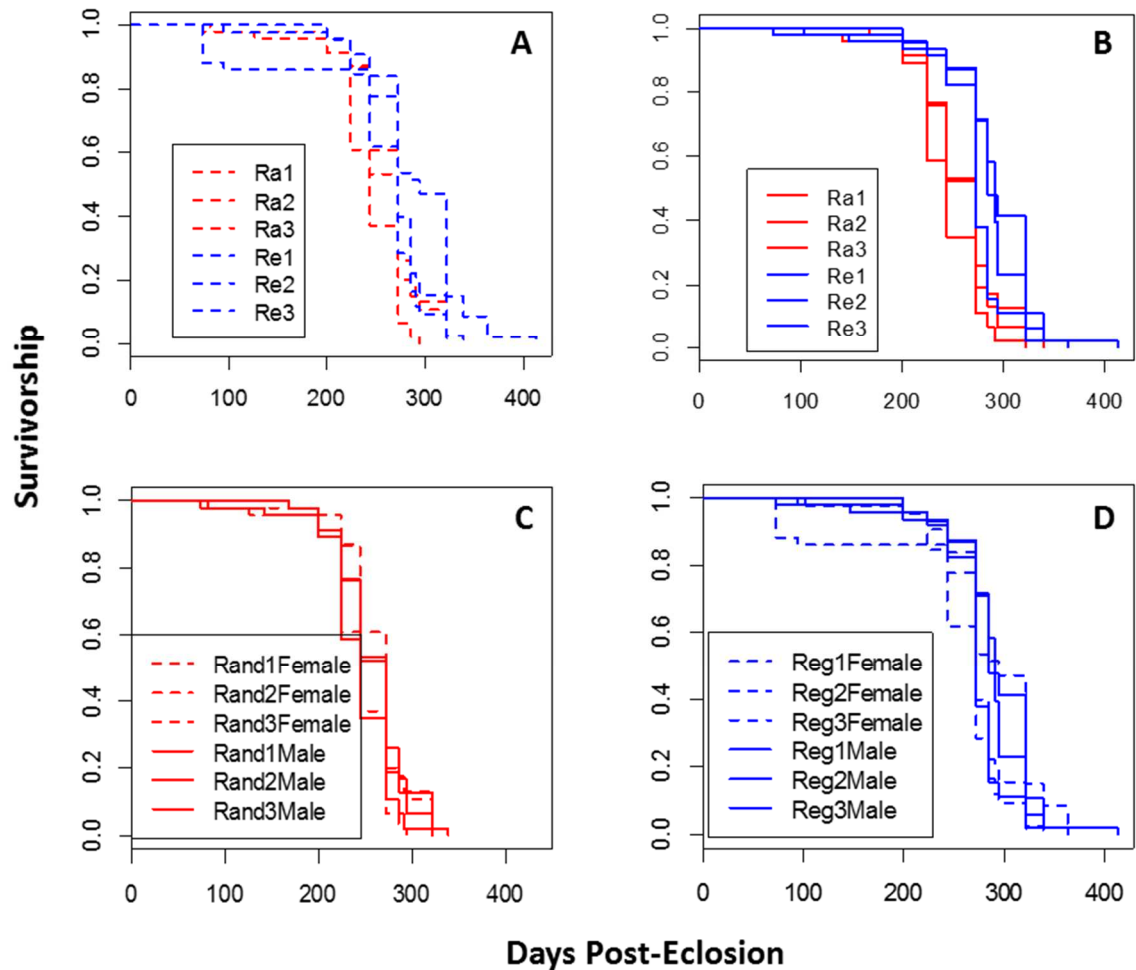 A
1.0
0.8
0.6
0.4
0.2
0.0
Ra1
Ra2
Ra3
Re1
Re2
Re3
0 100 200 300 400
B
1.0
0.8
0.6
0.4
0.2
0.0
Ra1
Ra2
Ra3
Re1
Re2
Re3
0 100 200 300 400
Survivorship
C
1.0
0.8
0.6
0.4
0.2
0.0
Rand1Female
Rand2Female
Rand3Female
Rand1Male
Rand2Male
Rand3Male
0 100 200 300 400
D
1.0
0.8
0.6
0.4
0.2
0.0
Reg1Female
Reg2Female
Reg3Female
Reg1Male
Reg2Male
Reg3Male
0 100 200 300 400
Days Post-Eclosion